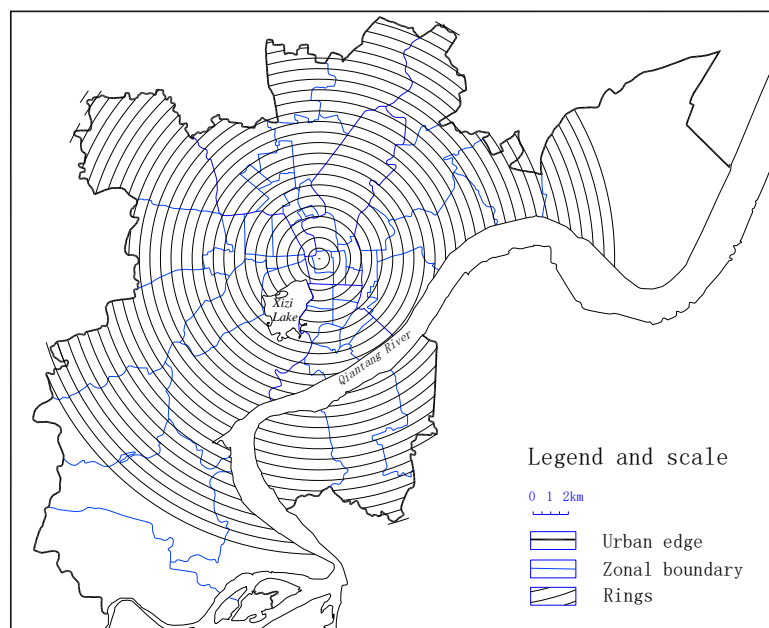 Xizi
Lake
Qiantang River
Legend and scale
0 1 2km
Urban edge
Zonal boundary
Rings